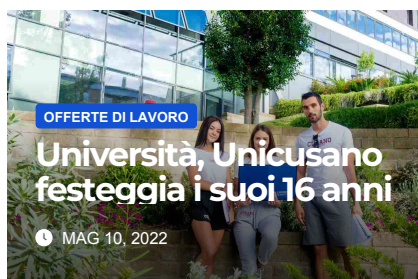 OFFERTE DI LAVORO
Università, Unicusano
festeggia i suoi 16 anni
MAG 10, 2022